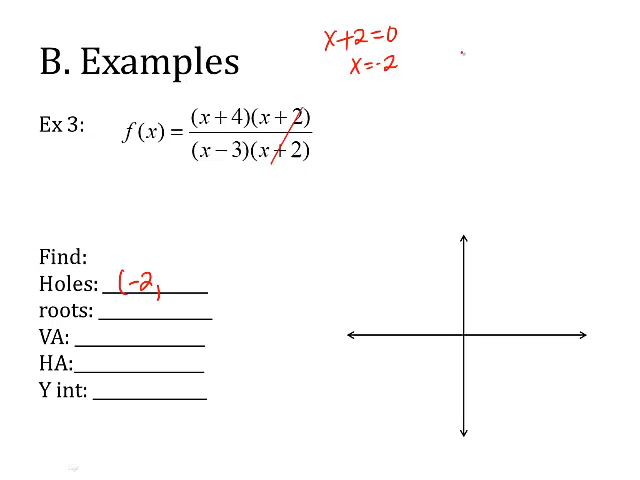 B. Examples
x+2=0
x=-2
Ex 3: f(x) = (x + 4)(x + 2) / (x − 3)(x + 2)
Find:
Holes: (-2,
roots:
VA:
HA:
Y int: